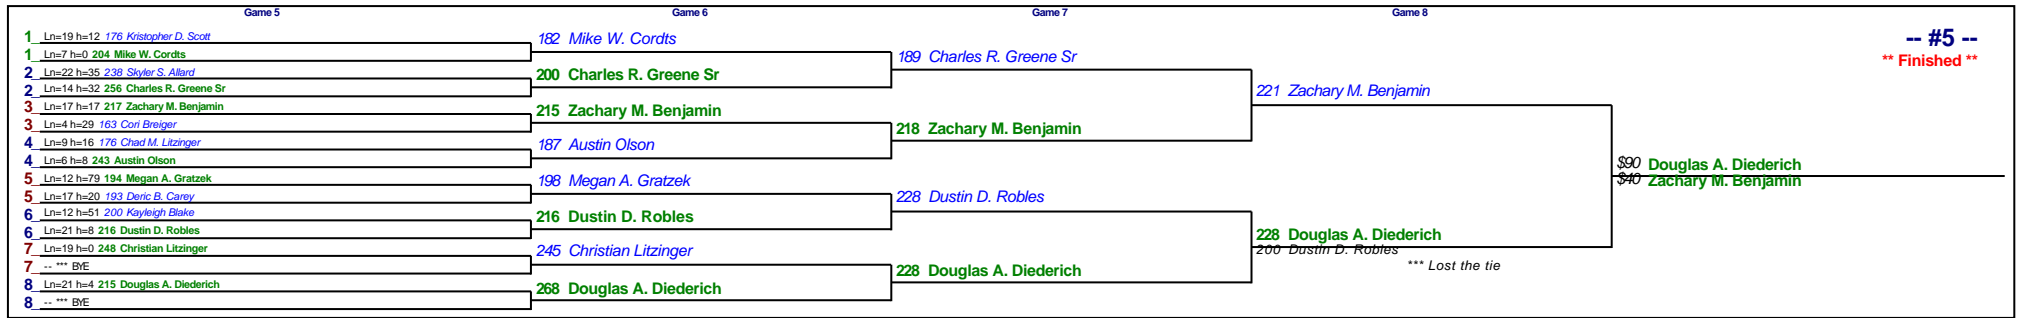 Game 5 Game 6 Game 7 Game 8
-- #5 --
** Finished **
1 Ln=19 h=12 176 Kristopher D. Scott
1 Ln=7 h=0 204 Mike W. Cordts
2 Ln=22 h=35 238 Skyler S. Allard
2 Ln=14 h=32 256 Charles R. Greene Sr
3 Ln=17 h=17 217 Zachary M. Benjamin
3 Ln=4 h=29 163 Cori Breiger
4 Ln=9 h=16 176 Chad M. Litzinger
4 Ln=6 h=8 243 Austin Olson
5 Ln=12 h=79 194 Megan A. Gratzek
5 Ln=17 h=20 193 Deric B. Carey
6 Ln=12 h=51 200 Kayleigh Blake
6 Ln=21 h=8 216 Dustin D. Robles
7 Ln=19 h=0 248 Christian Litzinger
7 -- *** BYE
8 Ln=21 h=4 215 Douglas A. Diederich
8 -- *** BYE
182 Mike W. Cordts
200 Charles R. Greene Sr
215 Zachary M. Benjamin
187 Austin Olson
198 Megan A. Gratzek
216 Dustin D. Robles
245 Christian Litzinger
268 Douglas A. Diederich
189 Charles R. Greene Sr
218 Zachary M. Benjamin
228 Dustin D. Robles
228 Douglas A. Diederich
221 Zachary M. Benjamin
228 Douglas A. Diederich
200 Dustin D. Robles
*** Lost the tie
$90 Douglas A. Diederich
$40 Zachary M. Benjamin